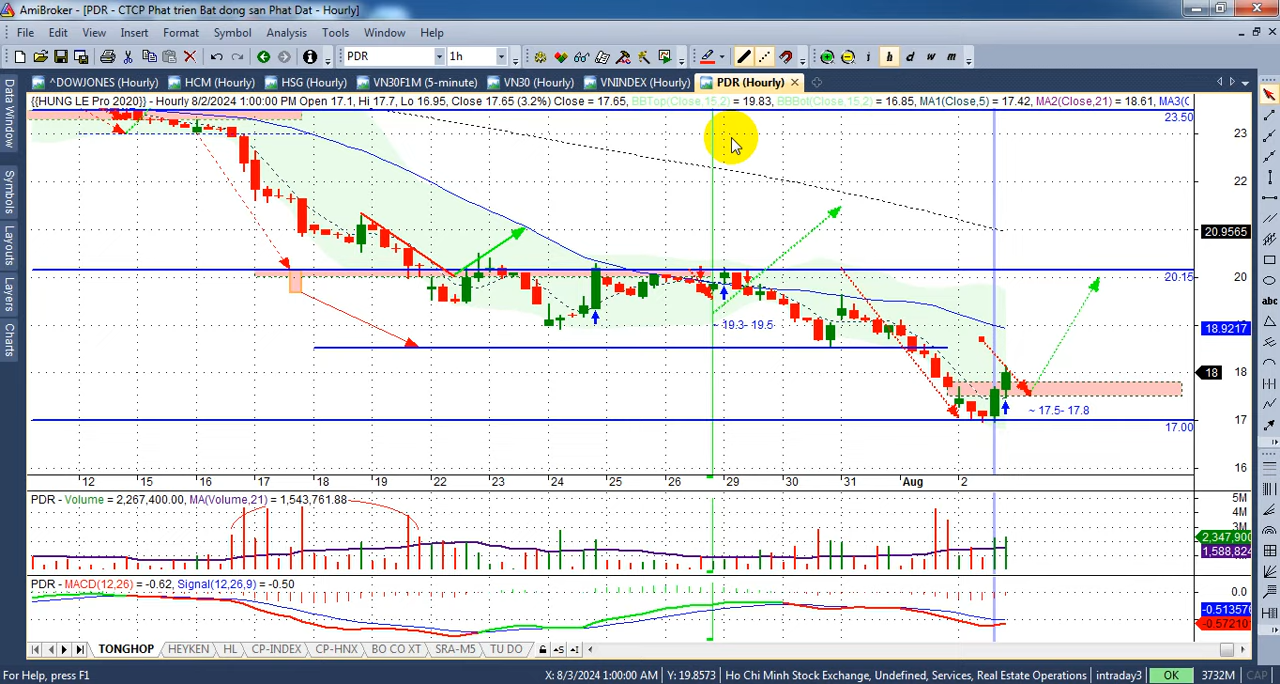 AmiBroker - [PDR - CTCP Phat trien Bat dong san Phat Dat - Hourly]
File Edit View Insert Format Symbol Analysis Tools Window Help
PDR 1h i h d w m
^DOWJONES (Hourly) HCM (Hourly) HSG (Hourly) VN30F1M (5-minute) VN30 (Hourly) VNINDEX (Hourly) PDR (Hourly)
{{HUNG LE Pro 2020}} - Hourly 8/2/2024 1:00:00 PM Open 17.1, Hi 17.7, Lo 16.95, Close 17.65 (3.2%) Close = 17.65, BBTop(Close,15,2) = 19.83, BBBot(Close,15,2) = 16.85, MA1(Close,5) = 17.42, MA2(Close,21) = 18.61, MA3(C
Data Window
Symbols
Layouts
Layers
Charts
abc
23.50
23
22
21
20.9565
20.15
20
18.9217
18
17.00
17
16
~ 19.3- 19.5
~ 17.5- 17.8
12 15 16 17 18 19 22 23 24 25 26 29 30 31 Aug 2
PDR - Volume = 2,267,400.00, MA(Volume,21) = 1,543,761.88
5M
4M
3M
2,347,900
1,588,824
PDR - MACD(12,26) = -0.62, Signal(12,26,9) = -0.50
0.0
-0.513576
-0.57210
TONGHOP HEYKEN HL CP-INDEX CP-HNX BO CO XT SRA-M5 TU DO
For Help, press F1 X: 8/3/2024 1:00:00 AM Y: 19.8573 Ho Chi Minh Stock Exchange, Undefined, Services, Real Estate Operations intraday3 OK 3732M CAP